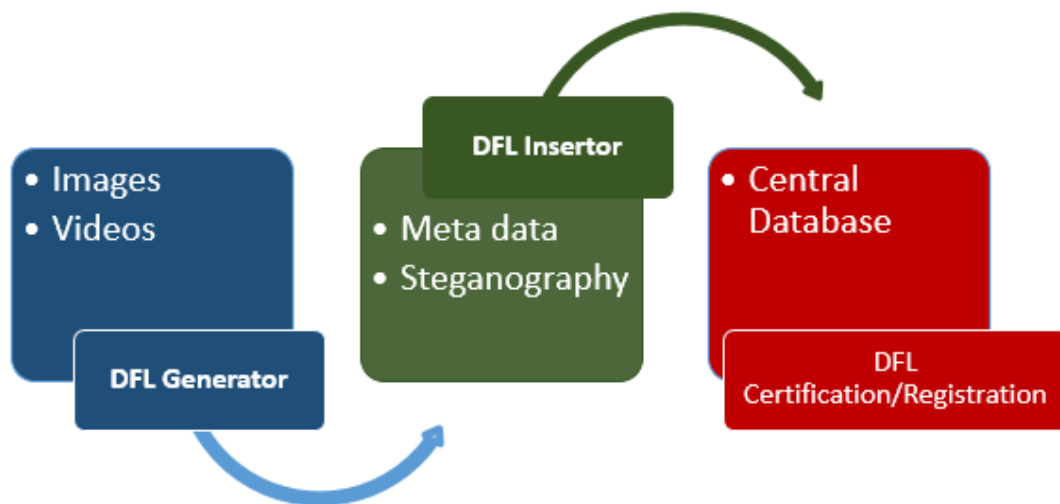 • Images
• Videos
DFL Generator
DFL Insertor
• Meta data
• Steganography
• Central
Database
DFL
Certification/Registration